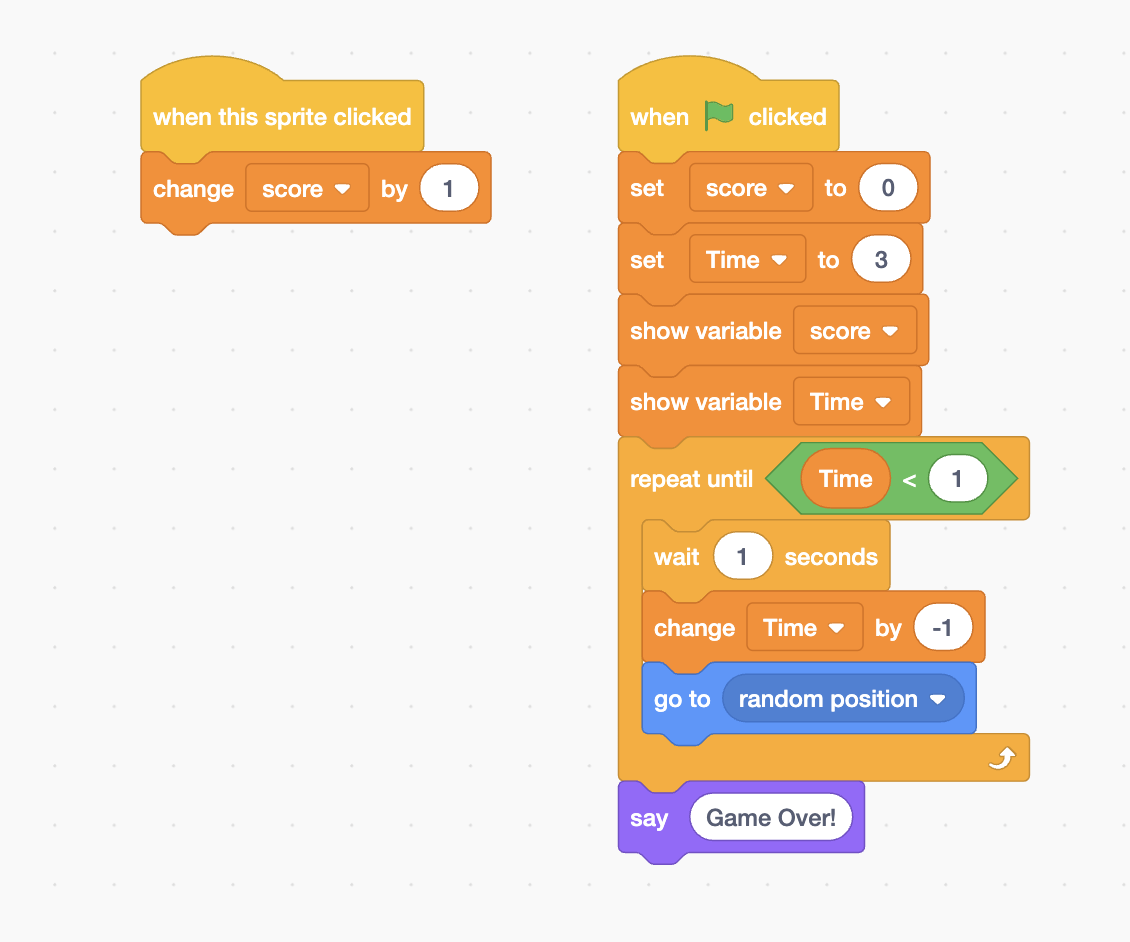 when this sprite clicked
change score by 1
when clicked
set score to 0
set Time to 3
show variable score
show variable Time
repeat until Time < 1
wait 1 seconds
change Time by -1
go to random position
say Game Over!